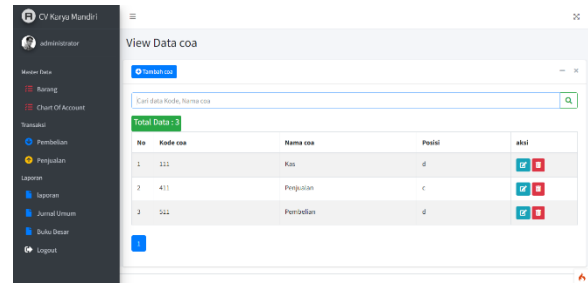 CV Karya Mandiri
administrator
Master Data
Barang
Chart Of Account
Transaksi
Pembelian
Penjualan
Laporan
laporan
Jurnal Umum
Buku Besar
Logout
View Data coa
Tambah coa
Cari data Kode, Nama coa
Total Data : 3
No Kode coa Nama coa Posisi aksi
1 111 Kas d
2 411 Penjualan c
3 511 Pembelian d
1